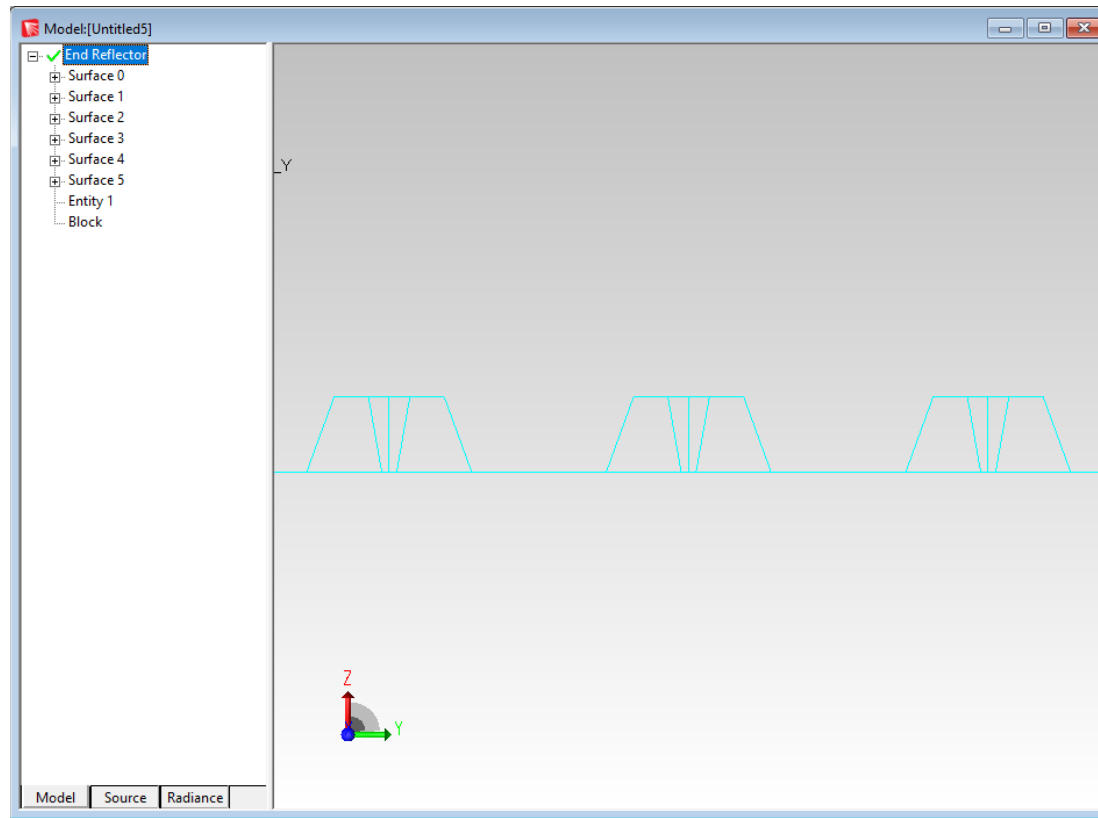 Model:[Untitled5]
End Reflector
Surface 0
Surface 1
Surface 2
Surface 3
Surface 4
Surface 5
Entity 1
Block
_Y
Z
Y
Model Source Radiance